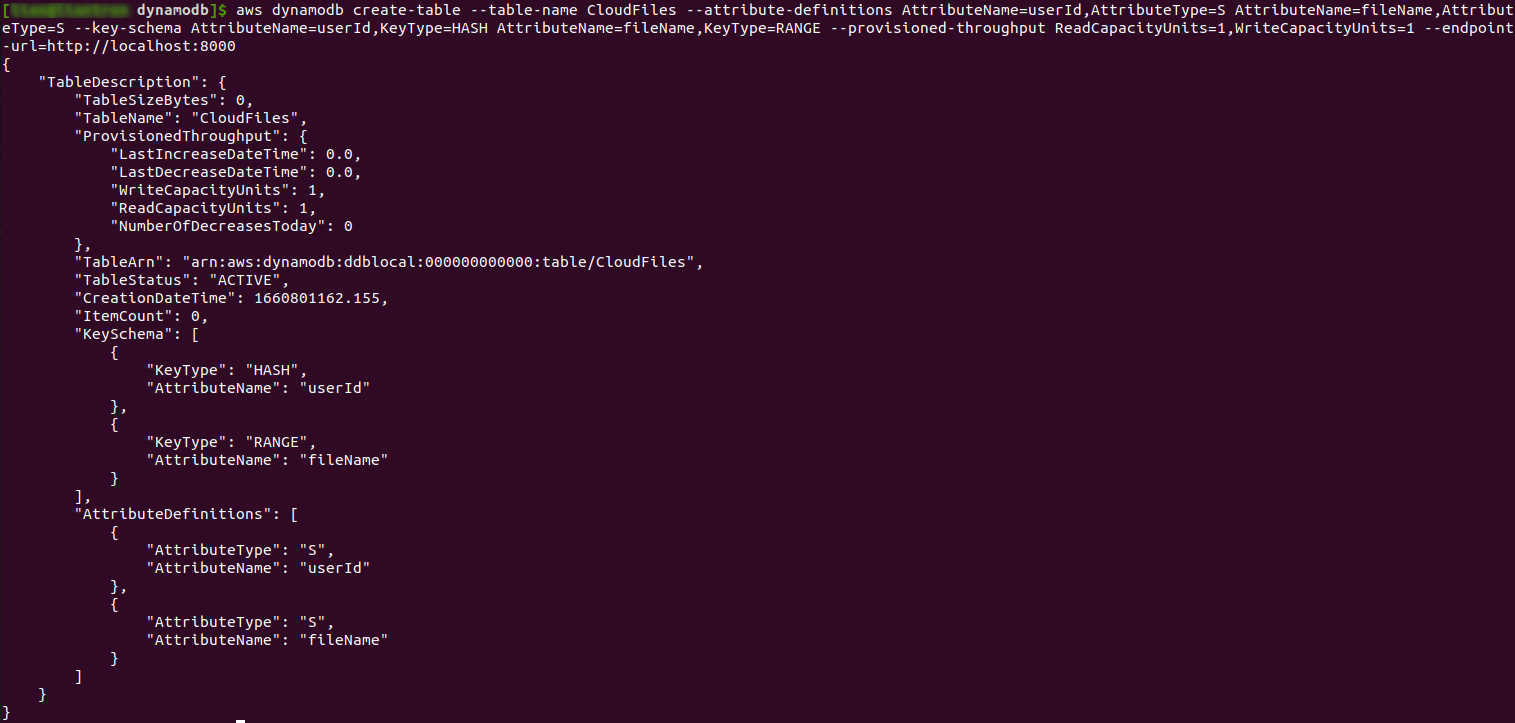 [ dynamodb]$ aws dynamodb create-table --table-name CloudFiles --attribute-definitions AttributeName=userId,AttributeType=S AttributeName=fileName,Attribut
eType=S --key-schema AttributeName=userId,KeyType=HASH AttributeName=fileName,KeyType=RANGE --provisioned-throughput ReadCapacityUnits=1,WriteCapacityUnits=1 --endpoint
-url=http://localhost:8000
{
    "TableDescription": {
        "TableSizeBytes": 0,
        "TableName": "CloudFiles",
        "ProvisionedThroughput": {
            "LastIncreaseDateTime": 0.0,
            "LastDecreaseDateTime": 0.0,
            "WriteCapacityUnits": 1,
            "ReadCapacityUnits": 1,
            "NumberOfDecreasesToday": 0
        },
        "TableArn": "arn:aws:dynamodb:ddblocal:000000000000:table/CloudFiles",
        "TableStatus": "ACTIVE",
        "CreationDateTime": 1660801162.155,
        "ItemCount": 0,
        "KeySchema": [
            {
                "KeyType": "HASH",
                "AttributeName": "userId"
            },
            {
                "KeyType": "RANGE",
                "AttributeName": "fileName"
            }
        ],
        "AttributeDefinitions": [
            {
                "AttributeType": "S",
                "AttributeName": "userId"
            },
            {
                "AttributeType": "S",
                "AttributeName": "fileName"
            }
        ]
    }
}